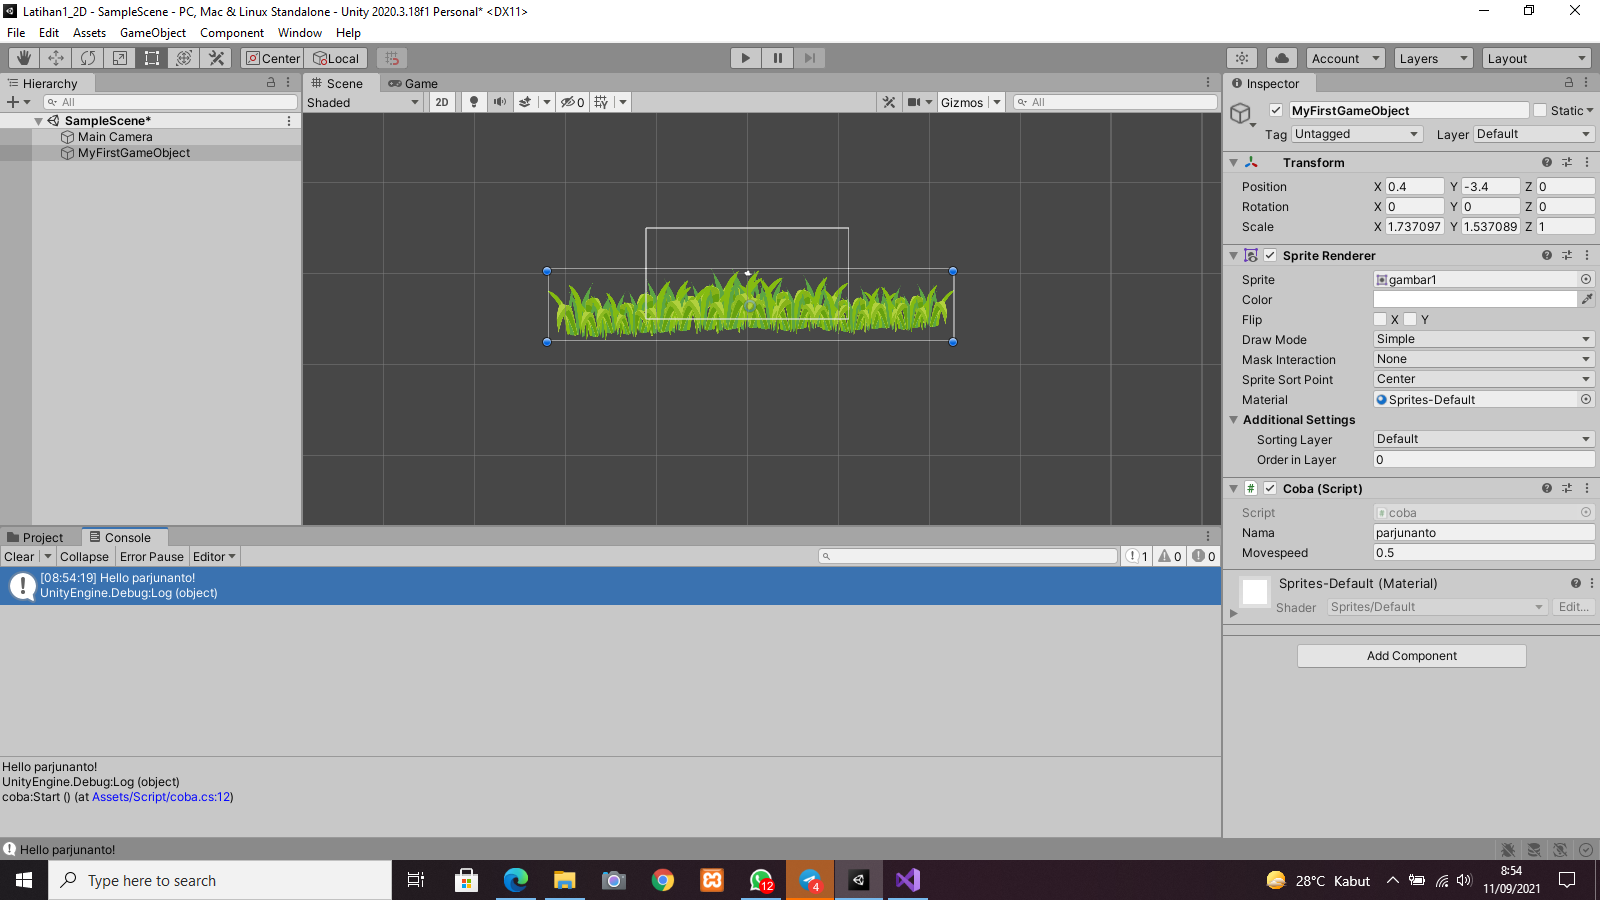 Latihan1_2D - SampleScene - PC, Mac & Linux Standalone - Unity 2020.3.18f1 Personal* <DX11>
File Edit Assets GameObject Component Window Help
Center Local
Account Layers Layout
Hierarchy
All
SampleScene*
Main Camera
MyFirstGameObject
Scene Game
Shaded 2D 0 Gizmos All
Inspector
MyFirstGameObject Static
Tag Untagged Layer Default
Transform
Position X 0.4 Y -3.4 Z 0
Rotation X 0 Y 0 Z 0
Scale X 1.737097 Y 1.537089 Z 1
Sprite Renderer
Sprite gambar1
Color
Flip X Y
Draw Mode Simple
Mask Interaction None
Sprite Sort Point Center
Material Sprites-Default
Additional Settings
Sorting Layer Default
Order in Layer 0
# Coba (Script)
Script coba
Nama parjunanto
Movespeed 0.5
Sprites-Default (Material)
Shader Sprites/Default Edit...
Add Component
Project Console
Clear Collapse Error Pause Editor 1 0 0
[08:54:19] Hello parjunanto!
UnityEngine.Debug:Log (object)
Hello parjunanto!
UnityEngine.Debug:Log (object)
coba:Start () (at Assets/Script/coba.cs:12)
Hello parjunanto!
Type here to search
12
4
28°C Kabut
8:54
11/09/2021